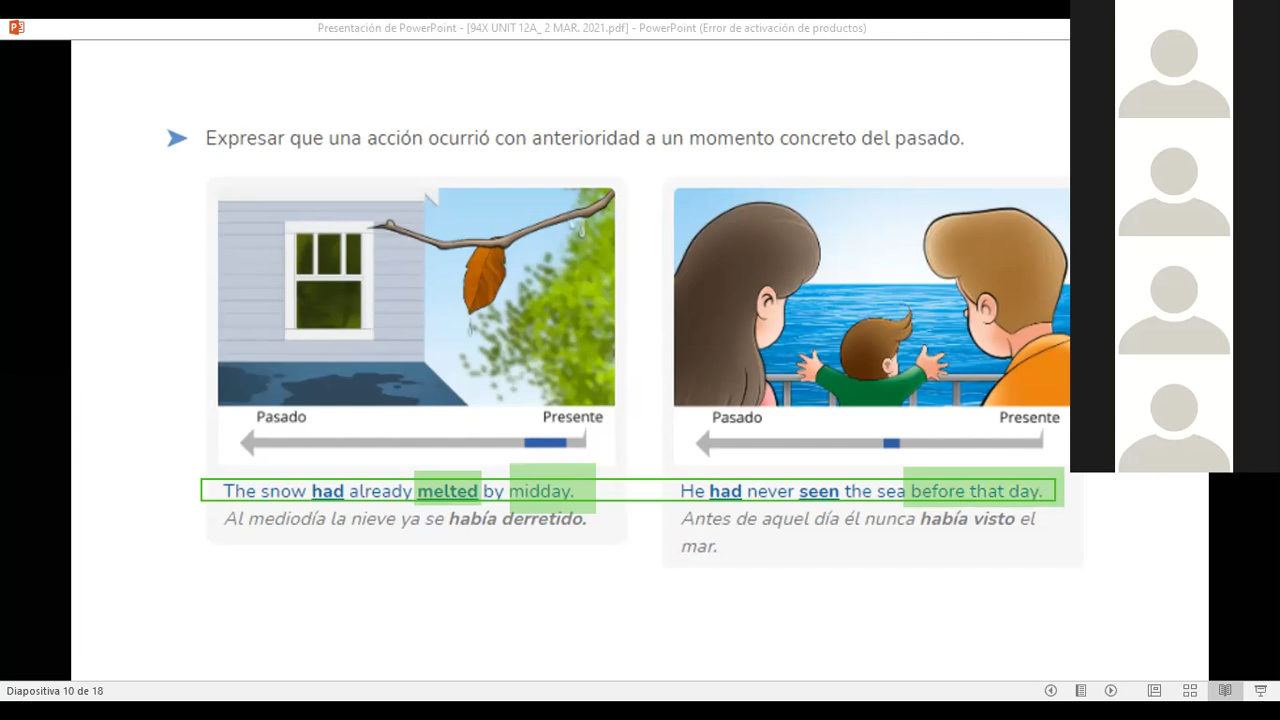 Presentación de PowerPoint - [94X UNIT 12A_ 2 MAR. 2021.pdf] - PowerPoint (Error de activación de productos)
Expresar que una acción ocurrió con anterioridad a un momento concreto del pasado.
Pasado Presente
The snow had already melted by midday.
Al mediodía la nieve ya se había derretido.
Pasado Presente
He had never seen the sea before that day.
Antes de aquel día él nunca había visto el
mar.
Diapositiva 10 de 18